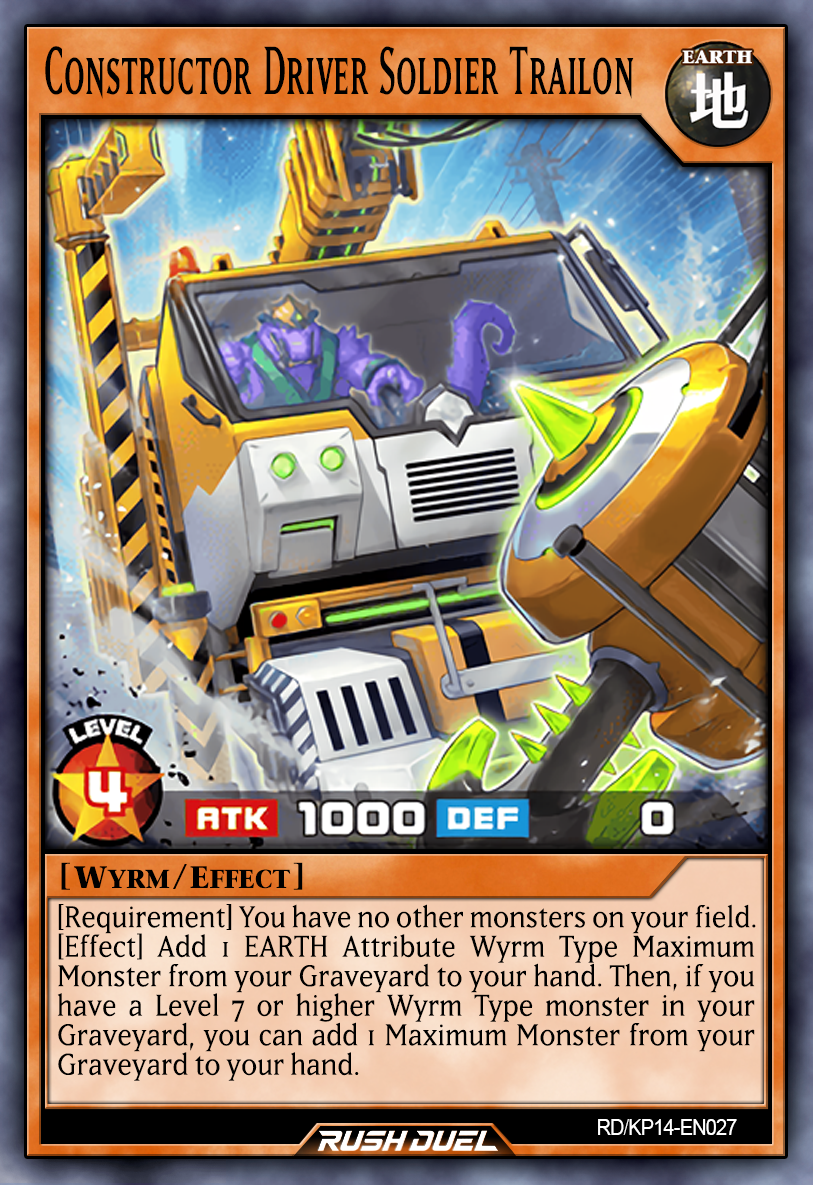 Constructor Driver Soldier Trailon
EARTH
地
LEVEL
4
ATK 1000 DEF 0
[Wyrm/Effect]
[Requirement] You have no other monsters on your field.
[Effect] Add 1 EARTH Attribute Wyrm Type Maximum
Monster from your Graveyard to your hand. Then, if you
have a Level 7 or higher Wyrm Type monster in your
Graveyard, you can add 1 Maximum Monster from your
Graveyard to your hand.
RD/KP14-EN027
RUSH DUEL